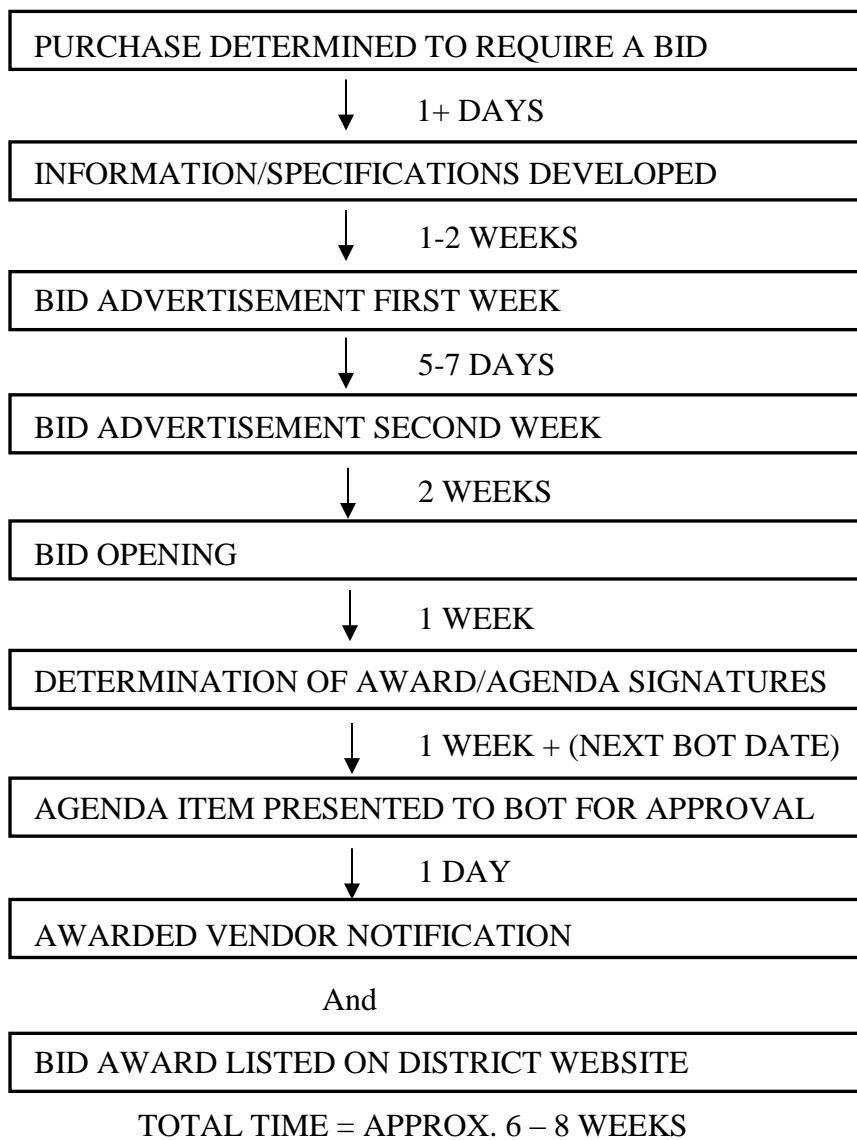 PURCHASE DETERMINED TO REQUIRE A BID
1+ DAYS
INFORMATION/SPECIFICATIONS DEVELOPED
1-2 WEEKS
BID ADVERTISEMENT FIRST WEEK
5-7 DAYS
BID ADVERTISEMENT SECOND WEEK
2 WEEKS
BID OPENING
1 WEEK
DETERMINATION OF AWARD/AGENDA SIGNATURES
1 WEEK + (NEXT BOT DATE)
AGENDA ITEM PRESENTED TO BOT FOR APPROVAL
1 DAY
AWARDED VENDOR NOTIFICATION
And
BID AWARD LISTED ON DISTRICT WEBSITE
TOTAL TIME = APPROX. 6 – 8 WEEKS